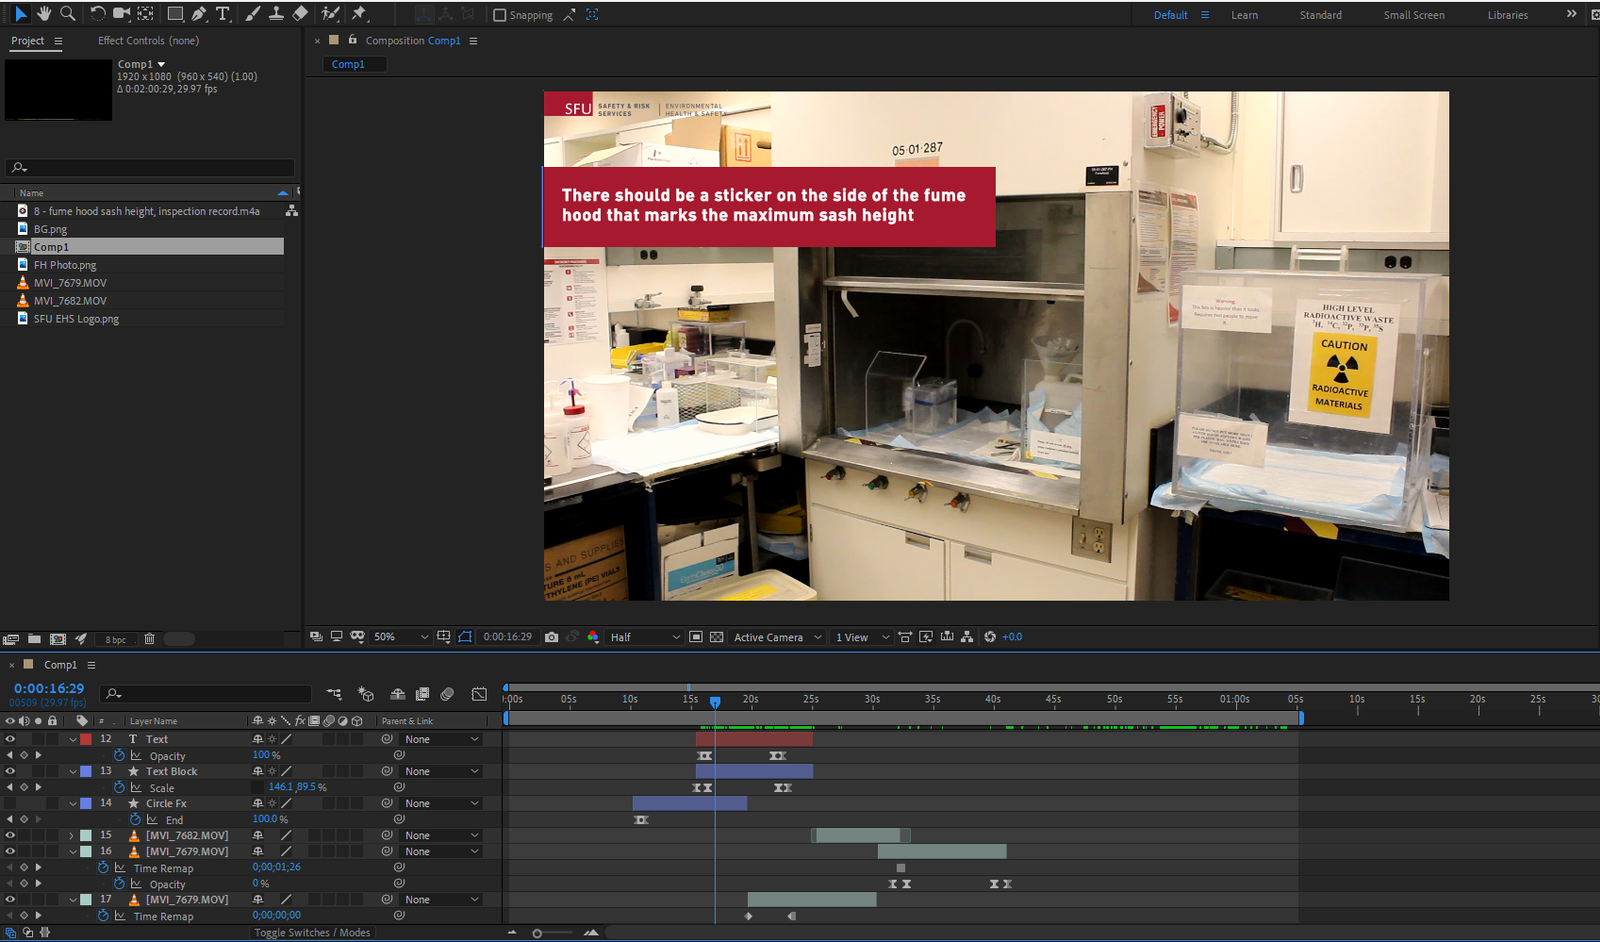 Snapping
Default
Learn
Standard
Small Screen
Libraries
Project
Effect Controls (none)
Composition Comp1
Comp1
1920 x 1080 (960 x 540) (1.00)
Δ 0:02:00:29, 29.97 fps
Comp1
Name
8 - fume hood sash height, inspection record.m4a
BG.png
Comp1
FH Photo.png
MVI_7679.MOV
MVI_7682.MOV
SFU EHS Logo.png
SFU SAFETY & RISK SERVICES
ENVIRONMENTAL HEALTH & SAFETY
05-01-287
EMERGENCY POWER
There should be a sticker on the side of the fume
hood that marks the maximum sash height
Warning:
HIGH LEVEL
RADIOACTIVE WASTE
CAUTION
RADIOACTIVE
MATERIALS
S AND SUPPLIES
8 bpc
50%
0:00:16:29
Half
Active Camera
1 View
+0.0
Comp1
0:00:16:29
00509 (29.97 fps)
:00s
05s
10s
15s
20s
25s
30s
35s
40s
45s
50s
55s
01:00s
05s
10s
15s
20s
25s
30s
#
Layer Name
Parent & Link
12 T Text
None
Opacity
100 %
13 Text Block
None
Scale
146.1, 89.5 %
14 Circle Fx
None
End
100.0 %
15 [MVI_7682.MOV]
None
16 [MVI_7679.MOV]
None
Time Remap
0;00;01;26
Opacity
0 %
17 [MVI_7679.MOV]
None
Time Remap
0;00;00;00
Toggle Switches / Modes